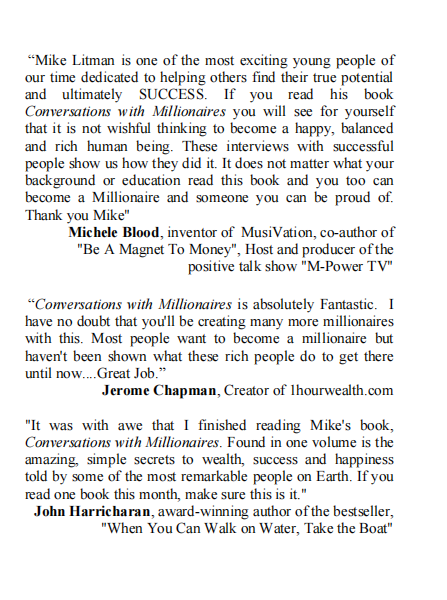 “Mike Litman is one of the most exciting young people of
our time dedicated to helping others find their true potential
and ultimately SUCCESS. If you read his book
Conversations with Millionaires you will see for yourself
that it is not wishful thinking to become a happy, balanced
and rich human being. These interviews with successful
people show us how they did it. It does not matter what your
background or education read this book and you too can
become a Millionaire and someone you can be proud of.
Thank you Mike"
Michele Blood, inventor of MusiVation, co-author of
"Be A Magnet To Money", Host and producer of the
positive talk show "M-Power TV"
“Conversations with Millionaires is absolutely Fantastic. I
have no doubt that you'll be creating many more millionaires
with this. Most people want to become a millionaire but
haven't been shown what these rich people do to get there
until now....Great Job.”
Jerome Chapman, Creator of 1hourwealth.com
"It was with awe that I finished reading Mike's book,
Conversations with Millionaires. Found in one volume is the
amazing, simple secrets to wealth, success and happiness
told by some of the most remarkable people on Earth. If you
read one book this month, make sure this is it."
John Harricharan, award-winning author of the bestseller,
"When You Can Walk on Water, Take the Boat"